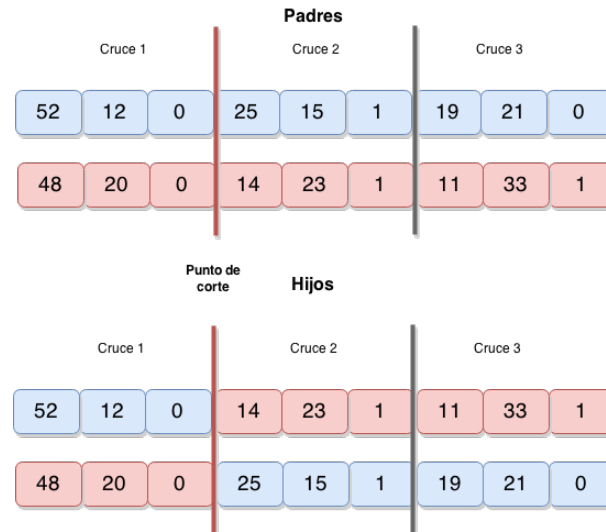 Padres
Cruce 1 Cruce 2 Cruce 3
52 12 0 25 15 1 19 21 0
48 20 0 14 23 1 11 33 1
Punto de
corte
Hijos
Cruce 1 Cruce 2 Cruce 3
52 12 0 14 23 1 11 33 1
48 20 0 25 15 1 19 21 0